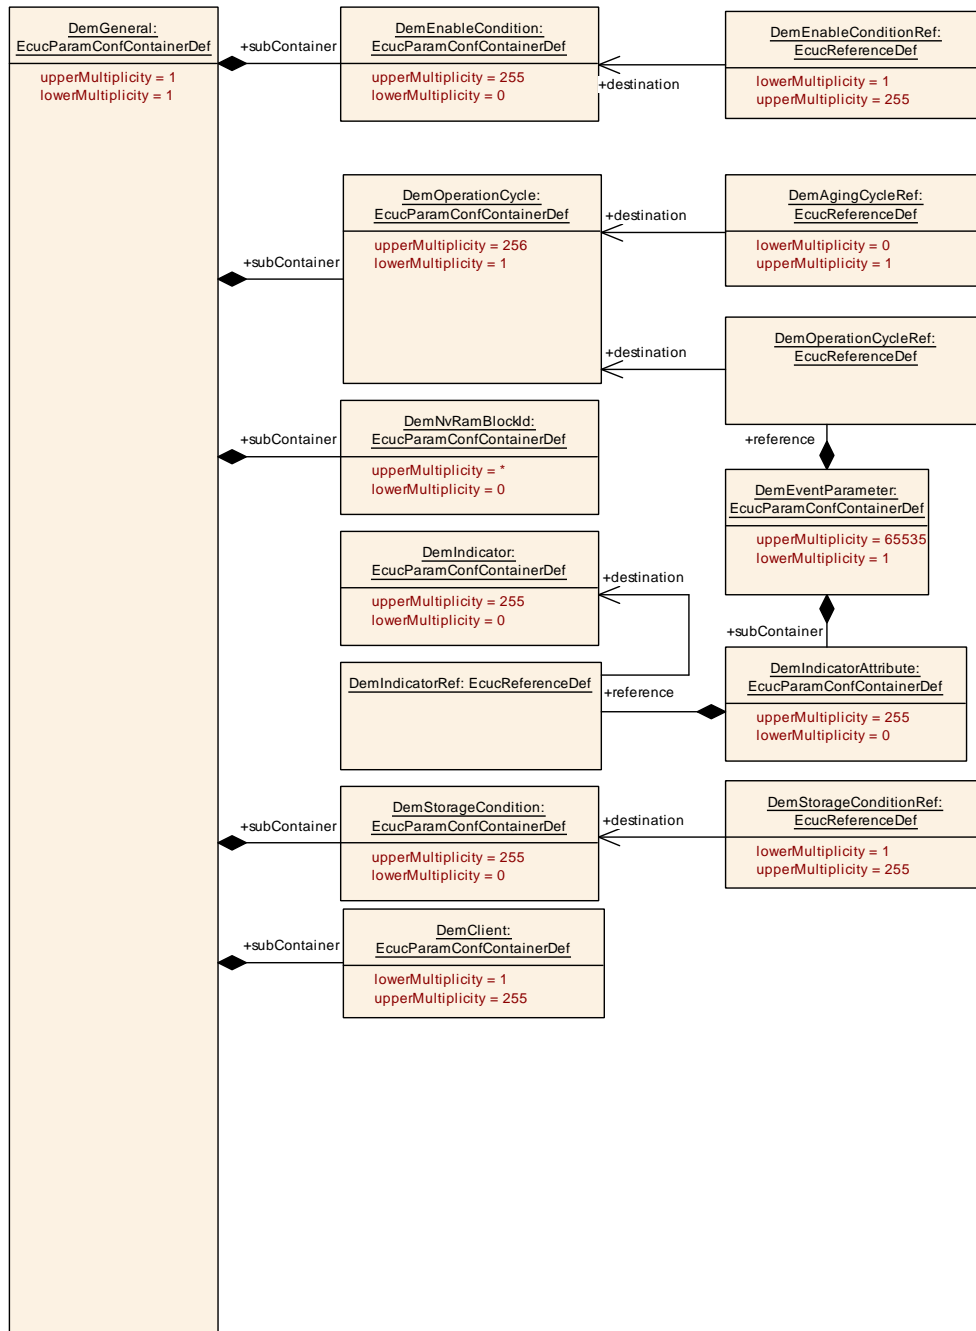 DemGeneral:
EcucParamConfContainerDef
upperMultiplicity = 1
lowerMultiplicity = 1
+subContainer
DemEnableCondition:
EcucParamConfContainerDef
upperMultiplicity = 255
lowerMultiplicity = 0
+destination
DemEnableConditionRef:
EcucReferenceDef
lowerMultiplicity = 1
upperMultiplicity = 255
+subContainer
DemOperationCycle:
EcucParamConfContainerDef
upperMultiplicity = 256
lowerMultiplicity = 1
+destination
DemAgingCycleRef:
EcucReferenceDef
lowerMultiplicity = 0
upperMultiplicity = 1
+destination
DemOperationCycleRef:
EcucReferenceDef
+reference
+subContainer
DemNvRamBlockId:
EcucParamConfContainerDef
upperMultiplicity = *
lowerMultiplicity = 0
DemEventParameter:
EcucParamConfContainerDef
upperMultiplicity = 65535
lowerMultiplicity = 1
+subContainer
DemIndicator:
EcucParamConfContainerDef
upperMultiplicity = 255
lowerMultiplicity = 0
+destination
DemIndicatorRef: EcucReferenceDef
+reference
DemIndicatorAttribute:
EcucParamConfContainerDef
upperMultiplicity = 255
lowerMultiplicity = 0
+subContainer
DemStorageCondition:
EcucParamConfContainerDef
upperMultiplicity = 255
lowerMultiplicity = 0
+destination
DemStorageConditionRef:
EcucReferenceDef
lowerMultiplicity = 1
upperMultiplicity = 255
+subContainer
DemClient:
EcucParamConfContainerDef
lowerMultiplicity = 1
upperMultiplicity = 255